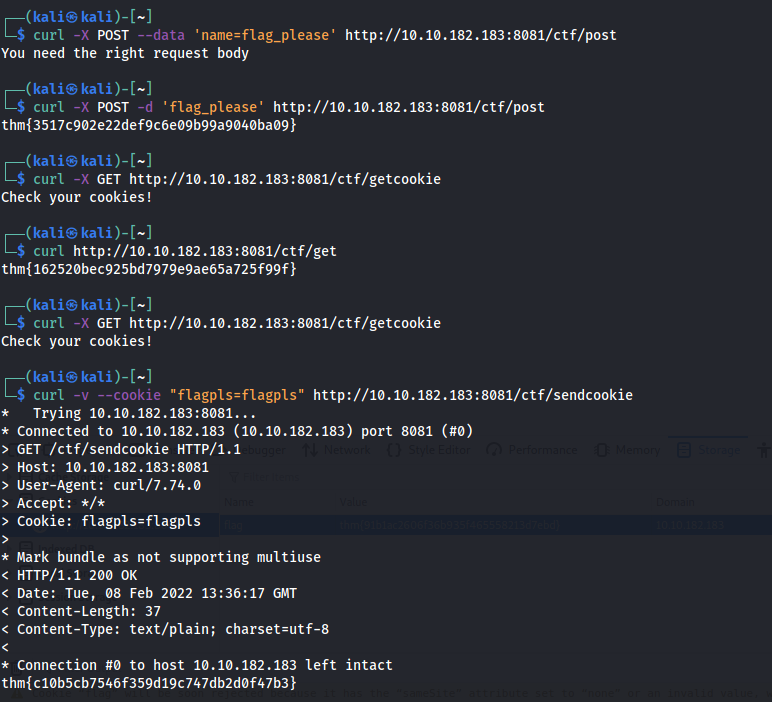 ┌──(kali㉿kali)-[~]
└─$ curl -X POST --data 'name=flag_please' http://10.10.182.183:8081/ctf/post
You need the right request body
┌──(kali㉿kali)-[~]
└─$ curl -X POST -d 'flag_please' http://10.10.182.183:8081/ctf/post
thm{3517c902e22def9c6e09b99a9040ba09}
┌──(kali㉿kali)-[~]
└─$ curl -X GET http://10.10.182.183:8081/ctf/getcookie
Check your cookies!
┌──(kali㉿kali)-[~]
└─$ curl http://10.10.182.183:8081/ctf/get
thm{162520bec925bd7979e9ae65a725f99f}
┌──(kali㉿kali)-[~]
└─$ curl -X GET http://10.10.182.183:8081/ctf/getcookie
Check your cookies!
┌──(kali㉿kali)-[~]
└─$ curl -v --cookie "flagpls=flagpls" http://10.10.182.183:8081/ctf/sendcookie
*   Trying 10.10.182.183:8081...
* Connected to 10.10.182.183 (10.10.182.183) port 8081 (#0)
> GET /ctf/sendcookie HTTP/1.1
Debugger Network Style Editor Performance Memory Storage
> Host: 10.10.182.183:8081
> User-Agent: curl/7.74.0
> Accept: */*
Name Value Domain
> Cookie: flagpls=flagpls
flag 10.10.182.183
>
* Mark bundle as not supporting multiuse
< HTTP/1.1 200 OK
< Date: Tue, 08 Feb 2022 13:36:17 GMT
< Content-Length: 37
< Content-Type: text/plain; charset=utf-8
<
* Connection #0 to host 10.10.182.183 left intact
thm{c10b5cb7546f359d19c747db2d0f47b3}